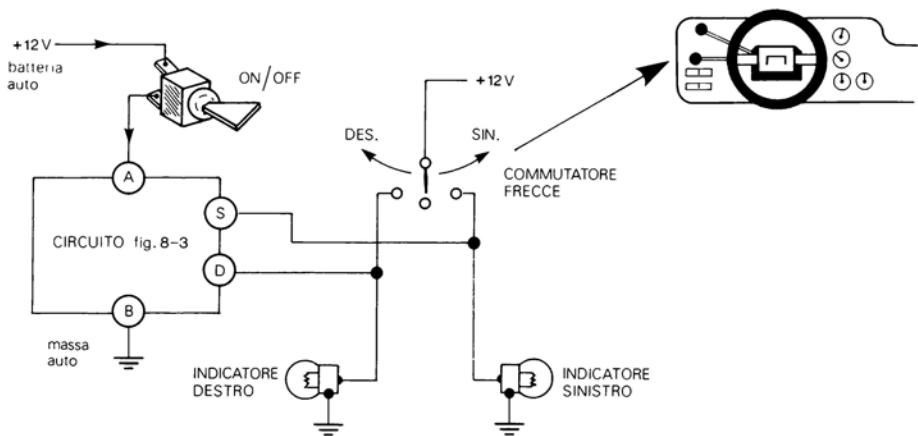 +12V
batteria
auto
ON/OFF
+12V
DES.
SIN.
COMMUTATORE
FRECCE
A
S
CIRCUITO fig. 8-3
D
B
massa
auto
INDICATORE
DESTRO
INDICATORE
SINISTRO